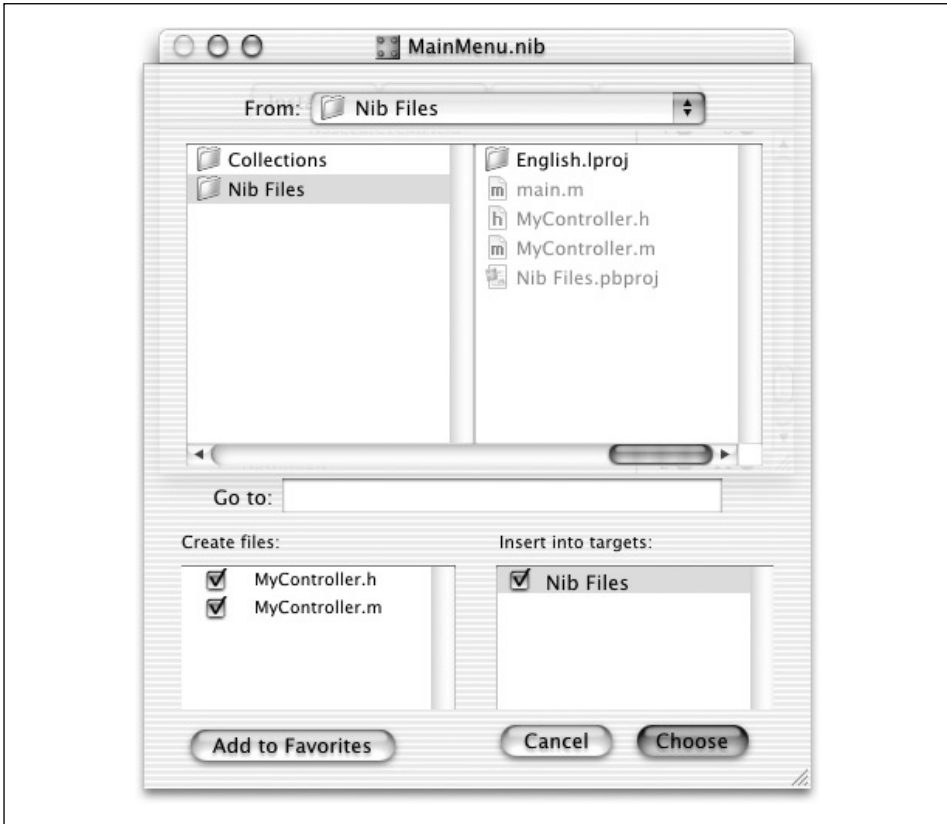 MainMenu.nib
From: Nib Files
Collections
Nib Files
English.lproj
main.m
MyController.h
MyController.m
Nib Files.pbproj
Go to:
Create files:
MyController.h
MyController.m
Insert into targets:
Nib Files
Add to Favorites
Cancel
Choose